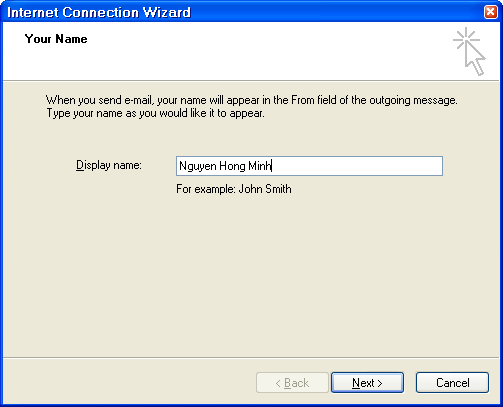 Internet Connection Wizard
Your Name
When you send e-mail, your name will appear in the From field of the outgoing message.
Type your name as you would like it to appear.
Display name: Nguyen Hong Minh
For example: John Smith
< Back Next > Cancel